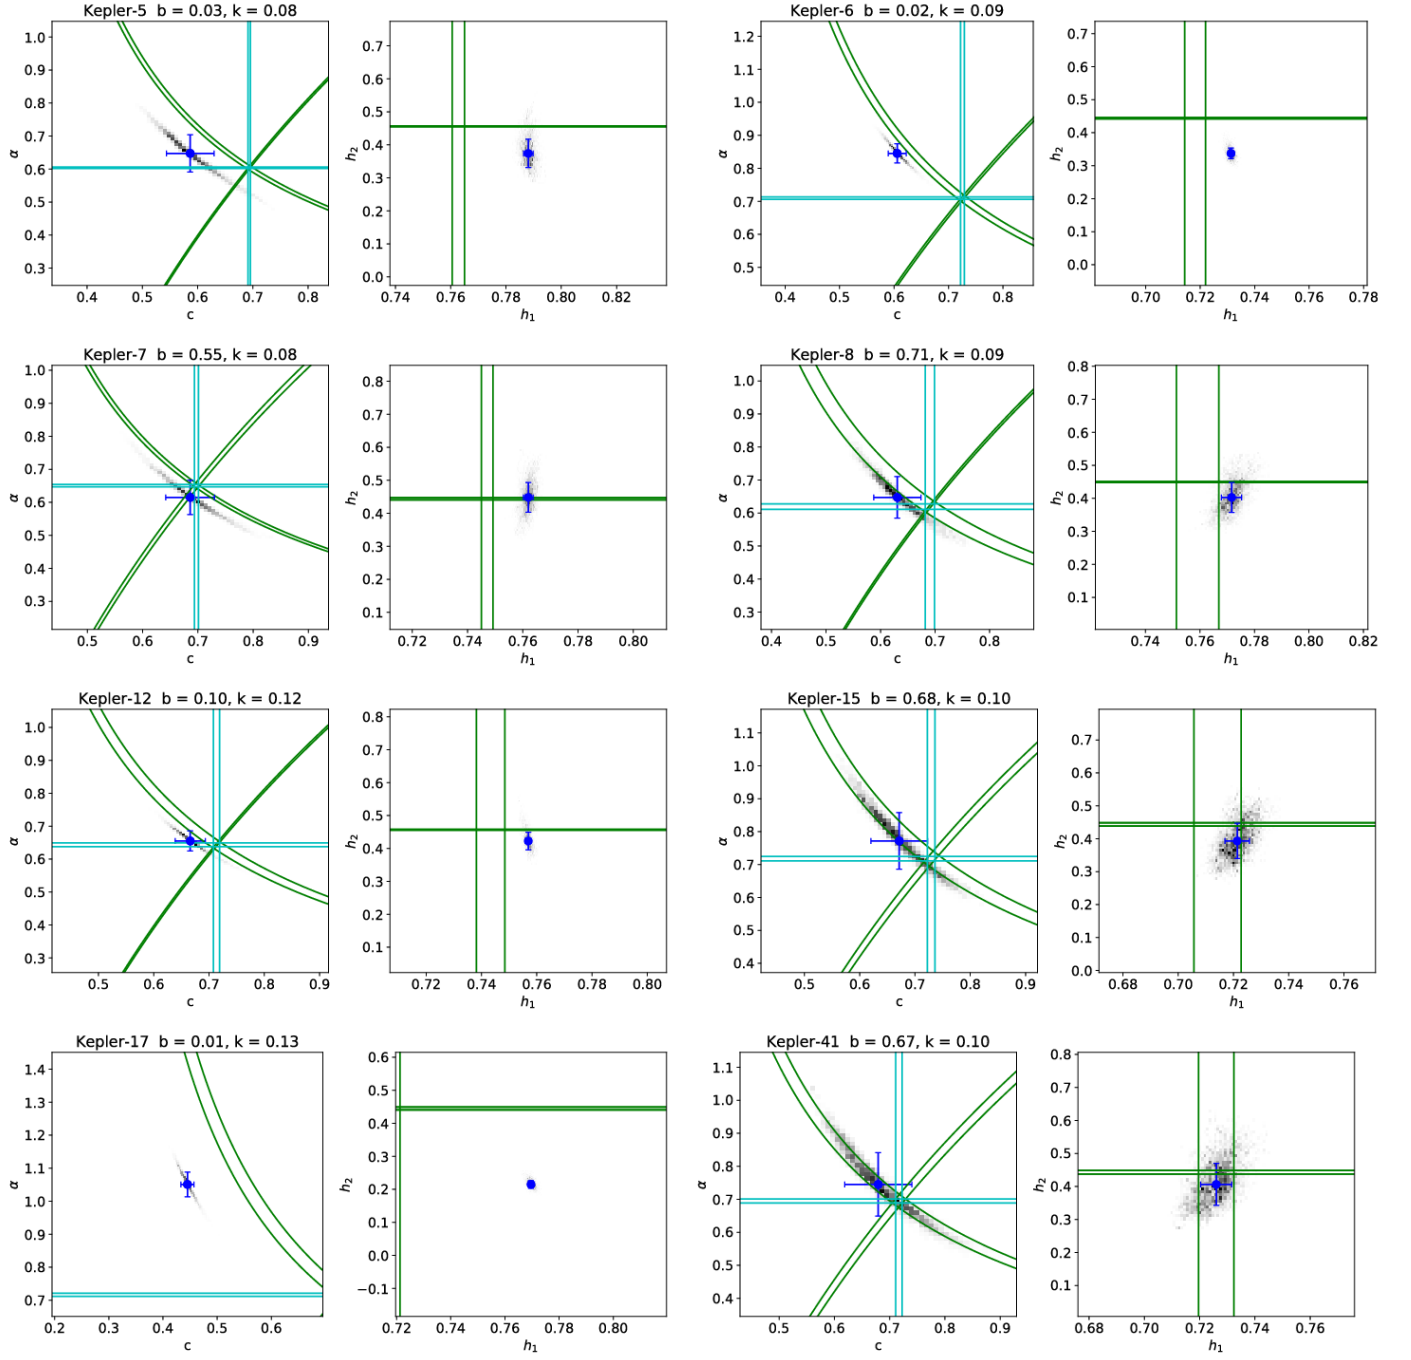 Kepler-5 b = 0.03, k = 0.08
1.0
0.9
0.8
0.7
0.6
0.5
0.4
0.3
α
0.4 0.5 0.6 0.7 0.8
c
0.7
0.6
0.5
0.4
0.3
0.2
0.1
0.0
h₂
0.74 0.76 0.78 0.80 0.82
h₁
Kepler-6 b = 0.02, k = 0.09
1.2
1.1
1.0
0.9
0.8
0.7
0.6
0.5
α
0.4 0.5 0.6 0.7 0.8
c
0.7
0.6
0.5
0.4
0.3
0.2
0.1
0.0
h₂
0.70 0.72 0.74 0.76 0.78
h₁
Kepler-7 b = 0.55, k = 0.08
1.0
0.9
0.8
0.7
0.6
0.5
0.4
0.3
α
0.5 0.6 0.7 0.8 0.9
c
0.8
0.7
0.6
0.5
0.4
0.3
0.2
0.1
h₂
0.72 0.74 0.76 0.78 0.80
h₁
Kepler-8 b = 0.71, k = 0.09
1.0
0.9
0.8
0.7
0.6
0.5
0.4
0.3
α
0.4 0.5 0.6 0.7 0.8
c
0.8
0.7
0.6
0.5
0.4
0.3
0.2
0.1
h₂
0.74 0.76 0.78 0.80 0.82
h₁
Kepler-12 b = 0.10, k = 0.12
1.0
0.9
0.8
0.7
0.6
0.5
0.4
0.3
α
0.5 0.6 0.7 0.8 0.9
c
0.8
0.7
0.6
0.5
0.4
0.3
0.2
0.1
h₂
0.72 0.74 0.76 0.78 0.80
h₁
Kepler-15 b = 0.68, k = 0.10
1.1
1.0
0.9
0.8
0.7
0.6
0.5
0.4
α
0.5 0.6 0.7 0.8 0.9
c
0.7
0.6
0.5
0.4
0.3
0.2
0.1
0.0
h₂
0.68 0.70 0.72 0.74 0.76
h₁
Kepler-17 b = 0.01, k = 0.13
1.4
1.3
1.2
1.1
1.0
0.9
0.8
0.7
α
0.2 0.3 0.4 0.5 0.6
c
0.6
0.5
0.4
0.3
0.2
0.1
0.0
−0.1
h₂
0.72 0.74 0.76 0.78 0.80
h₁
Kepler-41 b = 0.67, k = 0.10
1.1
1.0
0.9
0.8
0.7
0.6
0.5
0.4
α
0.5 0.6 0.7 0.8 0.9
c
0.8
0.7
0.6
0.5
0.4
0.3
0.2
0.1
h₂
0.68 0.70 0.72 0.74 0.76
h₁